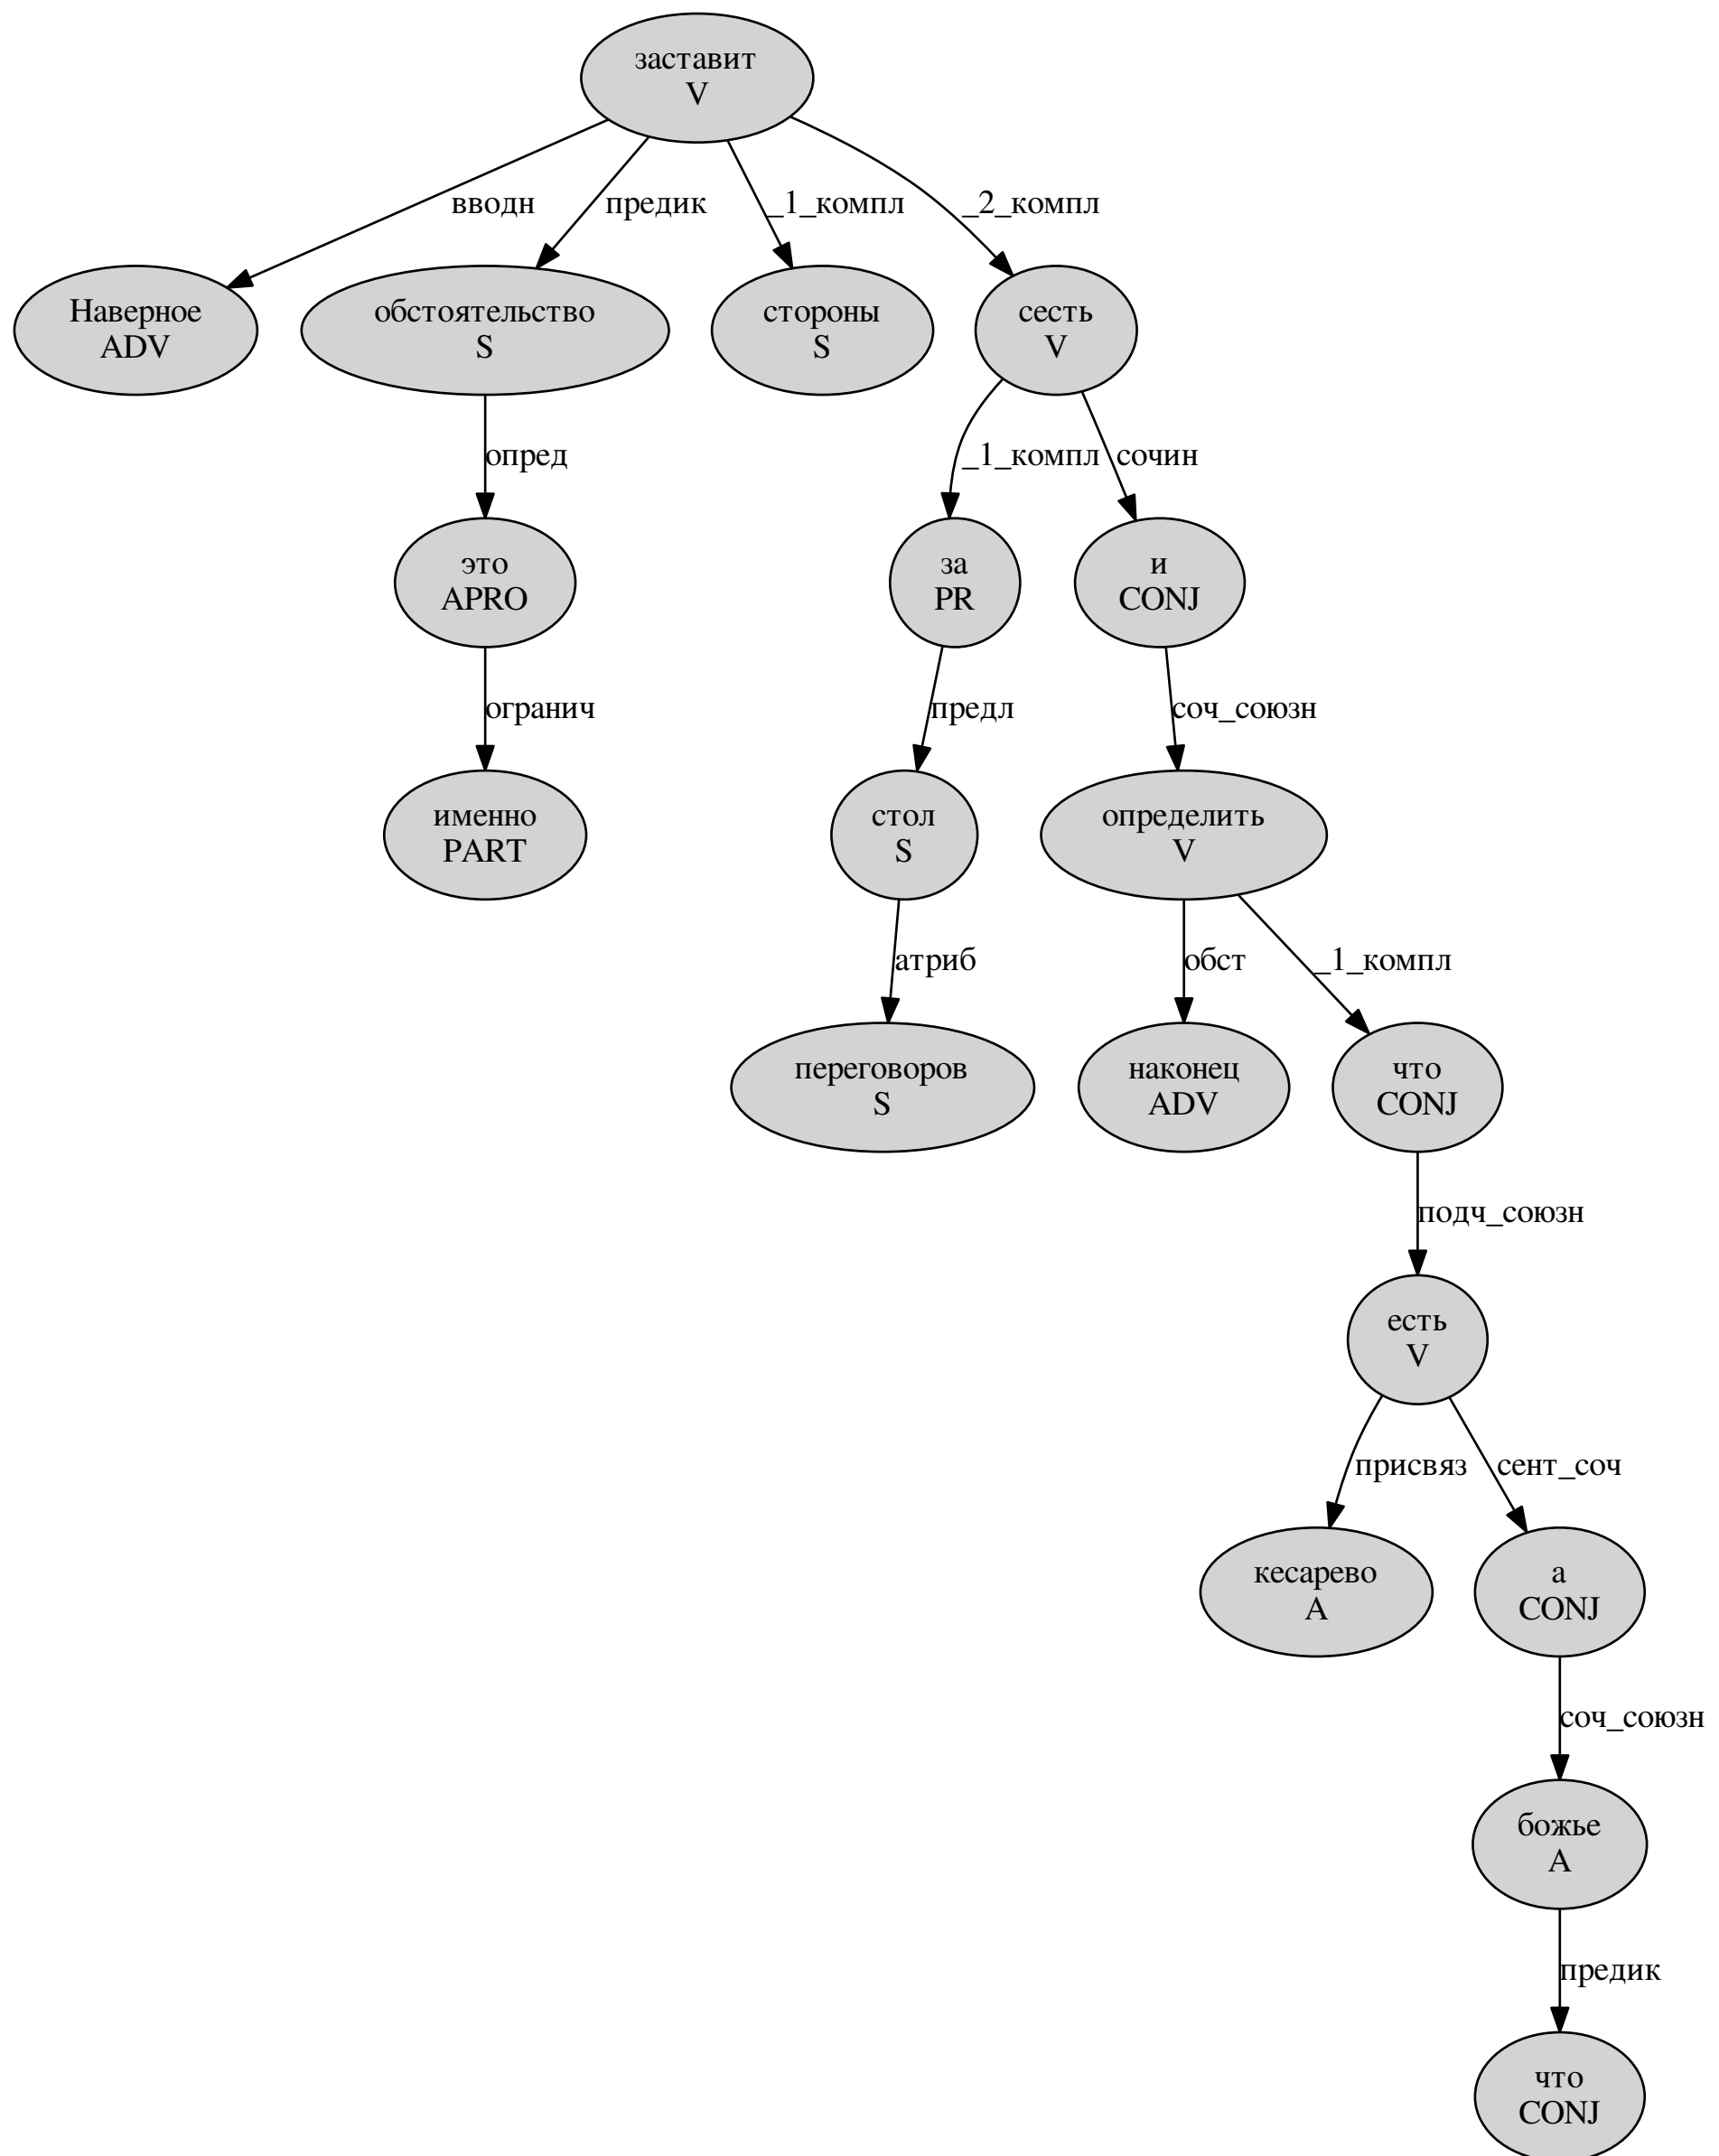 заставит
V
вводн
предик
_1_компл
_2_компл
Наверное
ADV
обстоятельство
S
стороны
S
сесть
V
опред
_1_компл
сочин
это
APRO
за
PR
и
CONJ
огранич
предл
соч_союзн
именно
PART
стол
S
определить
V
атриб
обст
_1_компл
переговоров
S
наконец
ADV
что
CONJ
подч_союзн
есть
V
присвяз
сент_соч
кесарево
A
а
CONJ
соч_союзн
божье
A
предик
что
CONJ